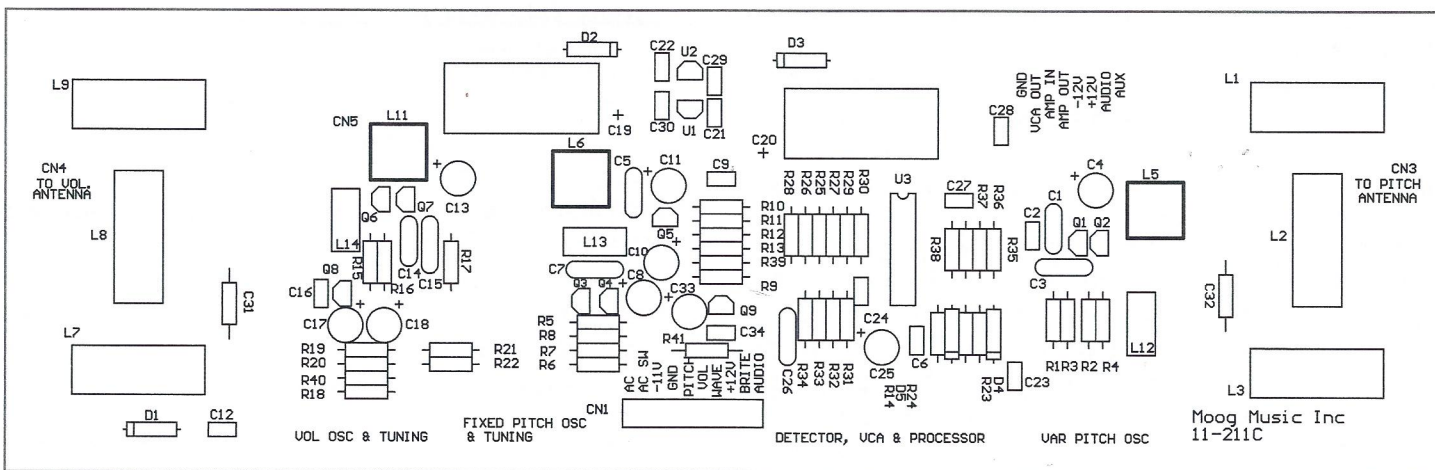 D2
C22
U2
C29
D3
L9
CN5
L11
C19
C30
U1
C21
C20
GND
VCA OUT
AMP IN
AMP OUT
-12V
+12V
AUDIO
AUX
C28
L1
CN4
TO VOL.
ANTENNA
L8
C13
L6
C5
C11
C9
R28
R26
R25
R27
R29
R30
U3
C27
R37
R36
C4
L5
CN3
TO PITCH
ANTENNA
Q6
Q7
L14
R15
R16
C14
C15
R17
Q5
L13
C10
C7
C8
Q3
Q4
R10
R11
R12
R13
R39
R9
R38
R35
C2
C1
Q1
Q2
C3
L2
C32
C31
Q8
C16
C17
C18
C33
Q9
C34
R41
C24
C25
C6
C26
R34
R33
R32
R31
R14
D5
R24
R23
D4
C23
R1
R3
R2
R4
L12
L7
L3
R19
R20
R40
R18
R21
R22
R5
R8
R7
R6
AC
AC SW
-11V
GND
PITCH
VOL
WAVE
+12V
BRITE
AUDIO
CN1
D1
C12
VOL OSC & TUNING
FIXED PITCH OSC
& TUNING
DETECTOR, VCA & PROCESSOR
VAR PITCH OSC
Moog Music Inc
11-211C